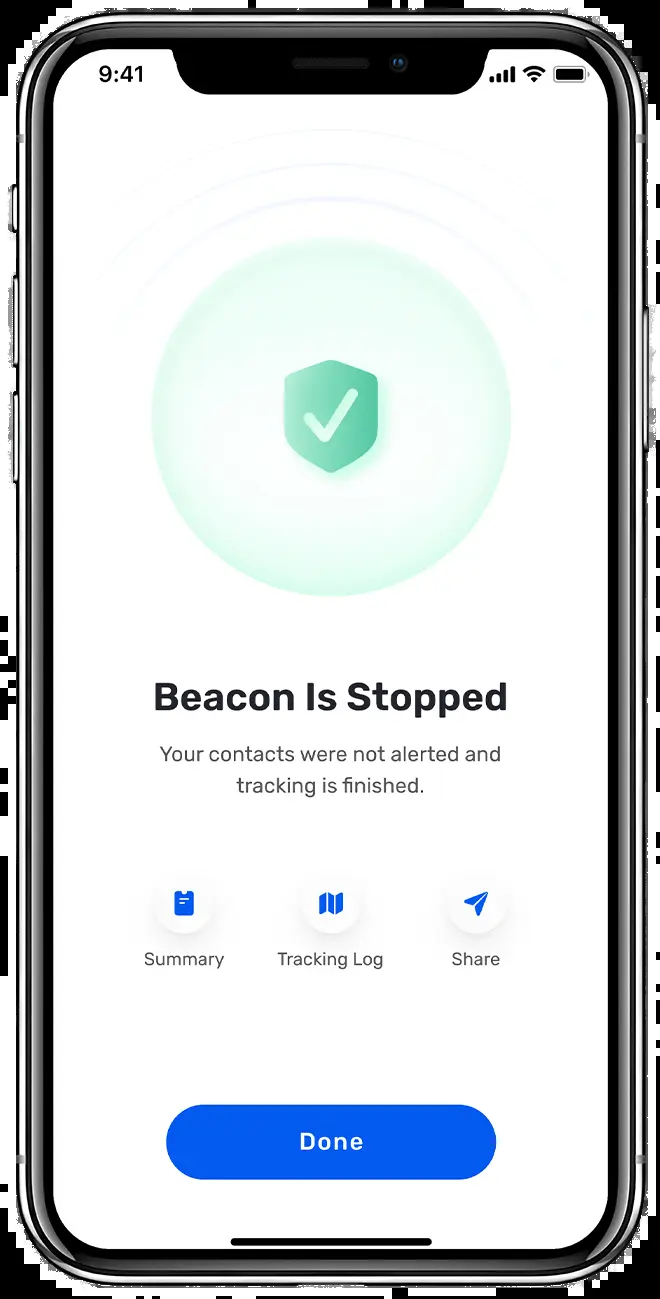 9:41
Beacon Is Stopped
Your contacts were not alerted and
tracking is finished.
Summary
Tracking Log
Share
Done